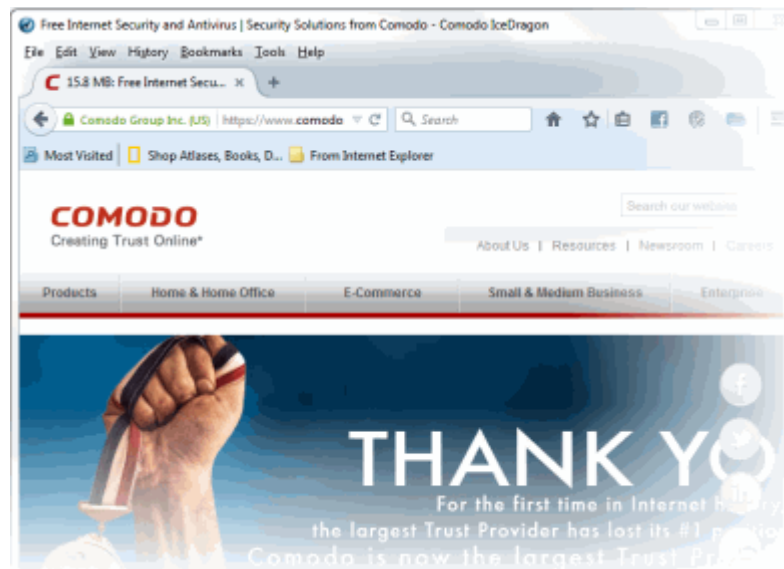 Free Internet Security and Antivirus | Security Solutions from Comodo - Comodo IceDragon
File Edit View History Bookmarks Tools Help
15.8 MB: Free Internet Secu... × +
Comodo Group Inc. (US) https://www.comodo Search
Most Visited Shop Atlases, Books, D... From Internet Explorer
Search our website
COMODO
Creating Trust Online*
About Us | Resources | Newsroom | Careers
Products Home & Home Office E-Commerce Small & Medium Business Enterprise
THANK YO
For the first time in Internet
the largest Trust Provider has lost its #1
Comodo is now the largest Trust